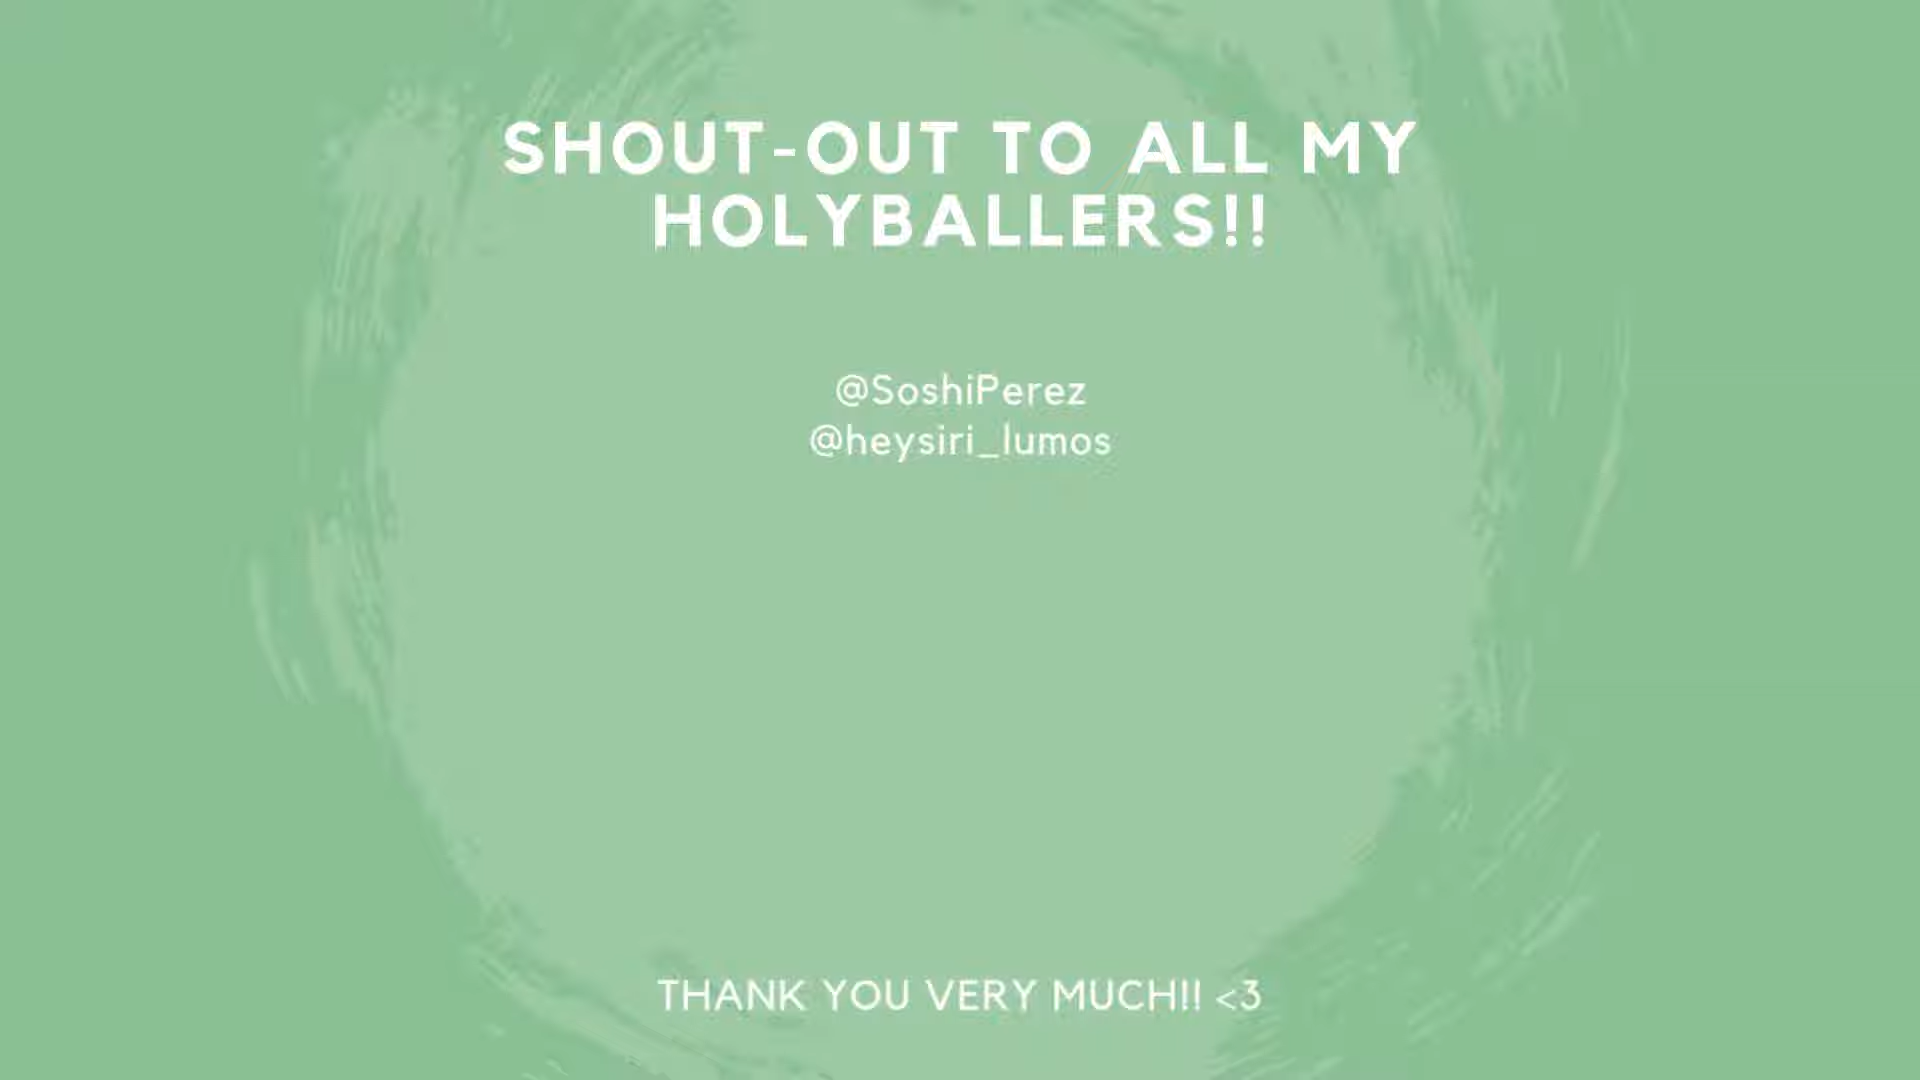 SHOUT-OUT TO ALL MY
HOLYBALLERS!!
@SoshiPerez
@heysiri_lumos
THANK YOU VERY MUCH!! <3